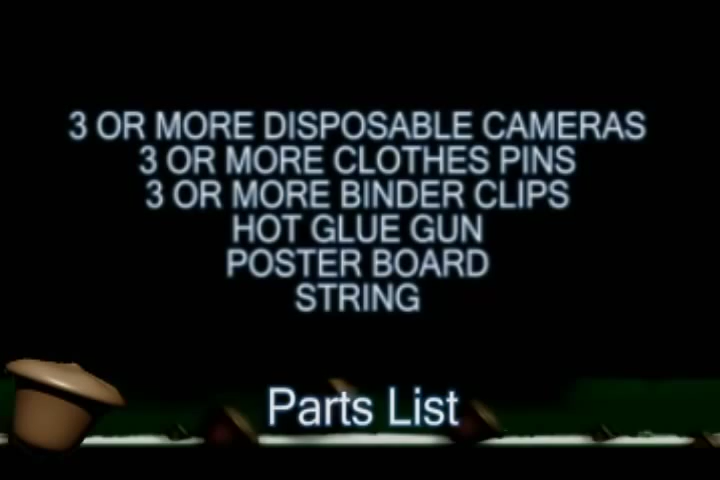 3 OR MORE DISPOSABLE CAMERAS
3 OR MORE CLOTHES PINS
3 OR MORE BINDER CLIPS
HOT GLUE GUN
POSTER BOARD
STRING
Parts List